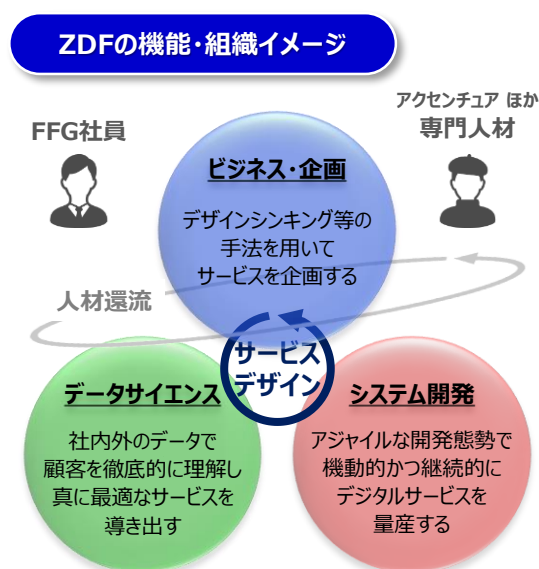 ZDFの機能・組織イメージ
アクセンチュア ほか
専門人材
FFG社員
ビジネス・企画
デザインシンキング等の
手法を用いて
サービスを企画する
人材還流
サービス
デザイン
データサイエンス
社内外のデータで
顧客を徹底的に理解し
真に最適なサービスを
導き出す
システム開発
アジャイルな開発態勢で
機動的かつ継続的に
デジタルサービスを
量産する